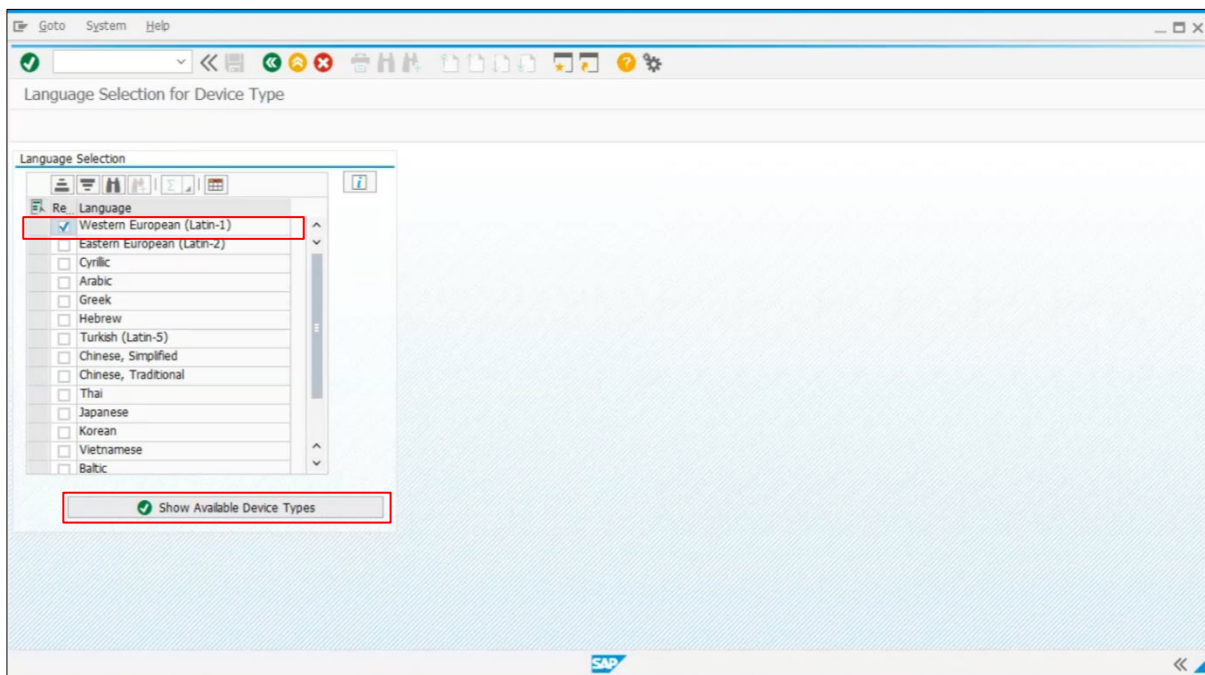 Goto System Help
Language Selection for Device Type
Language Selection
Re.. Language
Western European (Latin-1)
Eastern European (Latin-2)
Cyrillic
Arabic
Greek
Hebrew
Turkish (Latin-5)
Chinese, Simplified
Chinese, Traditional
Thai
Japanese
Korean
Vietnamese
Baltic
Show Available Device Types
SAP